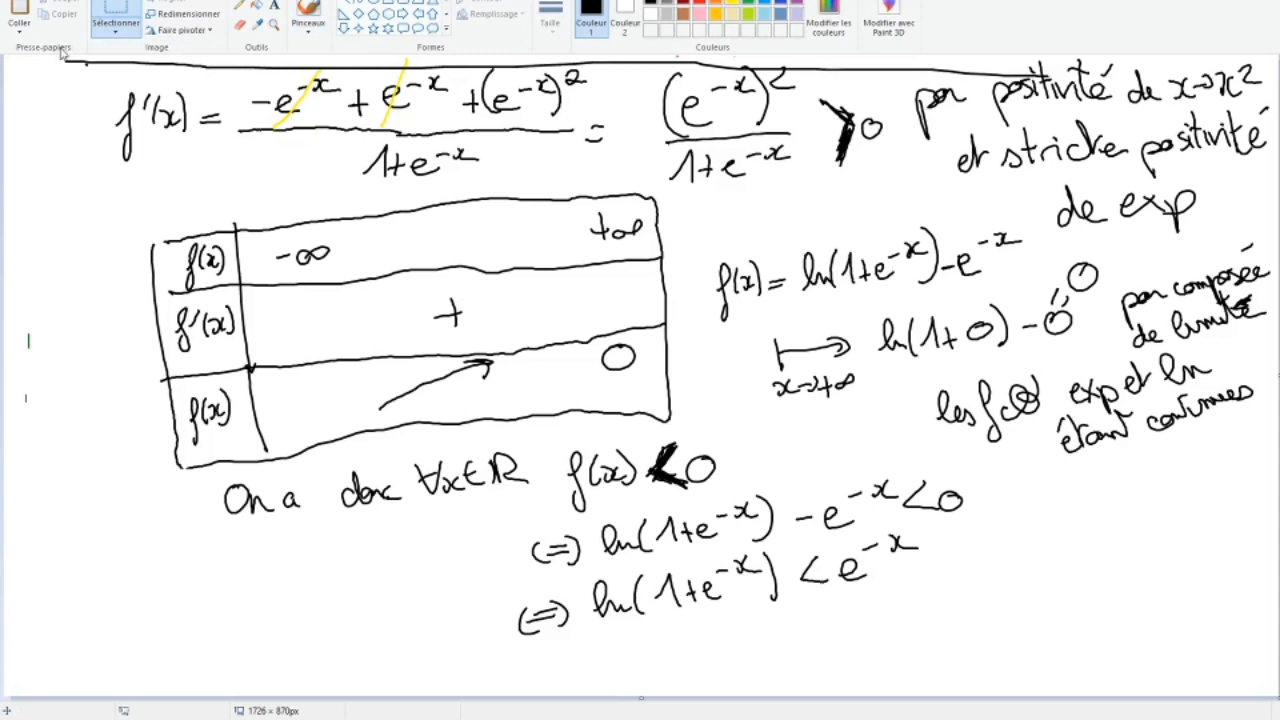 Coller
Copier
Presse-papiers
Sélectionner
Redimensionner
Faire pivoter
Image
Outils
Pinceaux
Formes
Remplissage
Taille
Couleur 1
Couleur 2
Couleurs
Modifier les couleurs
Modifier avec Paint 3D
f'(x) = (-e^{-x} + e^{-x} + (e^{-x})^2) / (1+e^{-x}) = (e^{-x})^2 / (1+e^{-x}) > 0
par positivité de x→x^2
et stricte positivité
de exp
f(x) -∞ +∞
f'(x) +
f(x) 0
f(x) = ln(1+e^{-x}) - e^{-x}
⟼ x→+∞ ln(1+0) - 0 = 0
par composée
de limite
les fct exp et ln
étant continues
On a donc ∀x∈ℝ f(x) < 0
(=) ln(1+e^{-x}) - e^{-x} < 0
(=) ln(1+e^{-x}) < e^{-x}
1726 × 870px